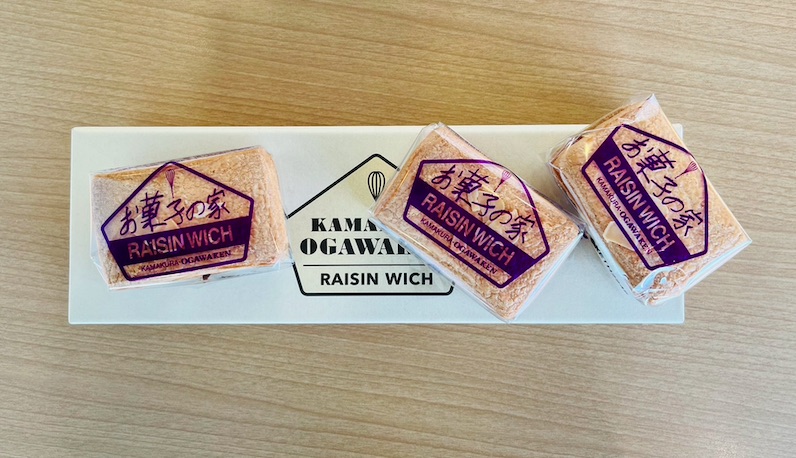 お菓子の家
RAISIN WICH
KAMAKURA OGAWAKEN
KAMA
OGAWAK
RAISIN WICH
お菓子の家
RAISIN WICH
KAMAKURA-OGAWAKEN
お菓子の家
RAISIN WICH
KAMAKURA-OGAWAKEN